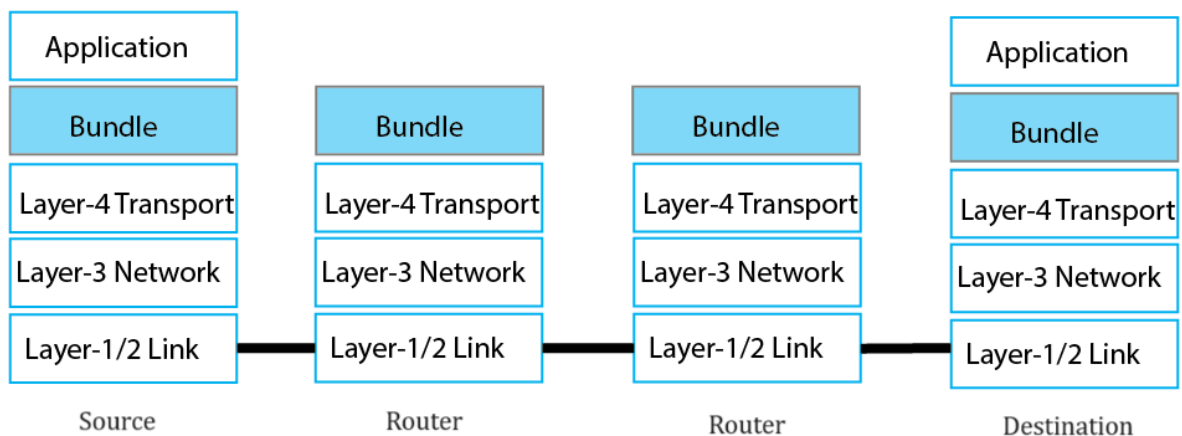 Application
Bundle
Layer-4 Transport
Layer-3 Network
Layer-1/2 Link
Source
Bundle
Layer-4 Transport
Layer-3 Network
Layer-1/2 Link
Router
Bundle
Layer-4 Transport
Layer-3 Network
Layer-1/2 Link
Router
Application
Bundle
Layer-4 Transport
Layer-3 Network
Layer-1/2 Link
Destination